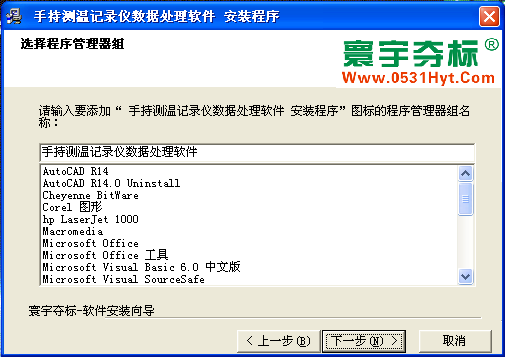 手持测温记录仪数据处理软件 安装程序
选择程序管理器组
寰宇夺标®
Www.0531Hyt.Com
请输入要添加“ 手持测温记录仪数据处理软件 安装程序”图标的程序管理器组名
称：
手持测温记录仪数据处理软件
AutoCAD R14
AutoCAD R14.0 Uninstall
Cheyenne BitWare
Corel 图形
hp LaserJet 1000
Macromedia
Microsoft Office
Microsoft Office 工具
Microsoft Visual Basic 6.0 中文版
Microsoft Visual SourceSafe
寰宇夺标-软件安装向导
< 上一步(B)
下一步(N) >
取消